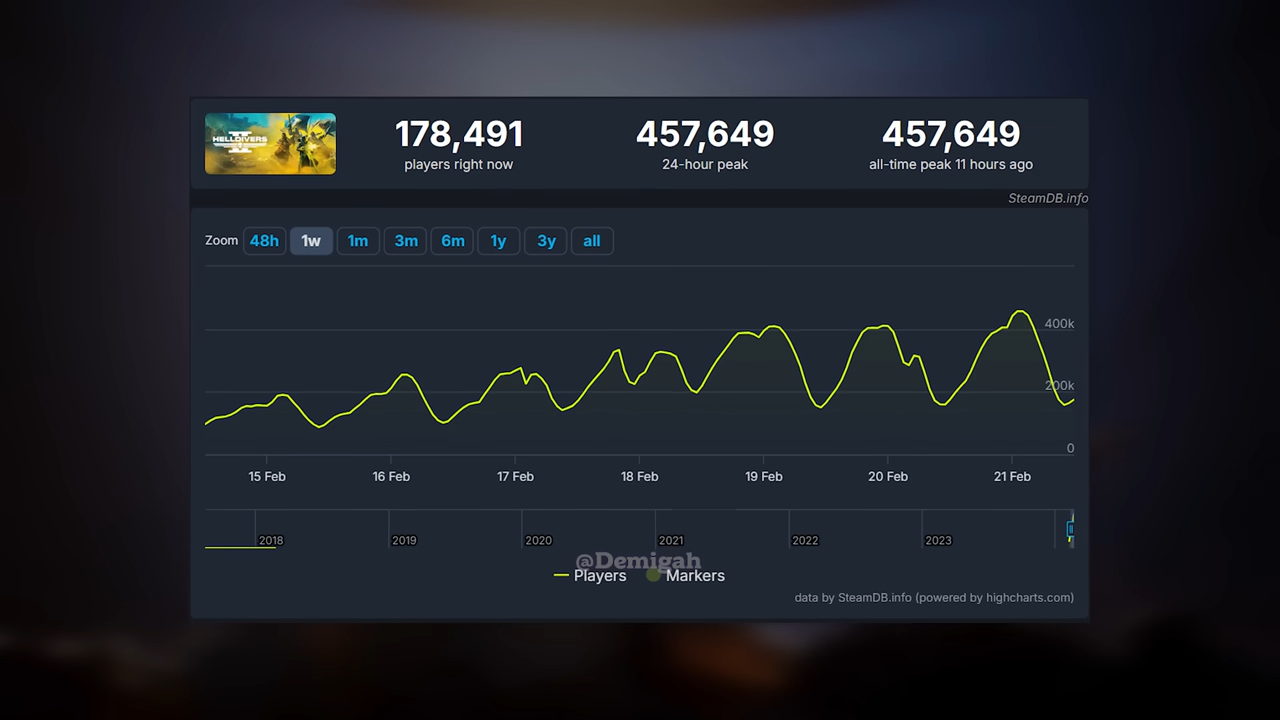 HELLDIVERS
II
178,491
players right now
457,649
24-hour peak
457,649
all-time peak 11 hours ago
SteamDB.info
Zoom 48h 1w 1m 3m 6m 1y 3y all
400k
200k
0
15 Feb 16 Feb 17 Feb 18 Feb 19 Feb 20 Feb 21 Feb
2018 2019 2020 2021 2022 2023
@Demigah
Players Markers
data by SteamDB.info (powered by highcharts.com)